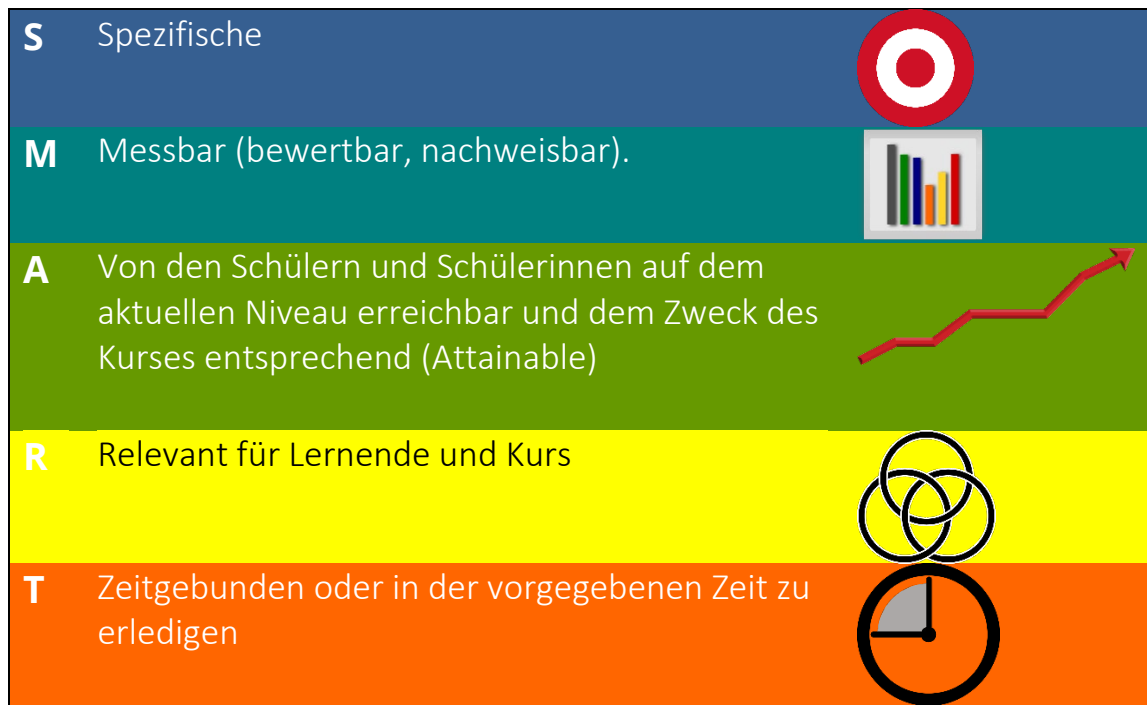 S Spezifische
M Messbar (bewertbar, nachweisbar).
A Von den Schülern und Schülerinnen auf dem
aktuellen Niveau erreichbar und dem Zweck des
Kurses entsprechend (Attainable)
R Relevant für Lernende und Kurs
T Zeitgebunden oder in der vorgegebenen Zeit zu
erledigen